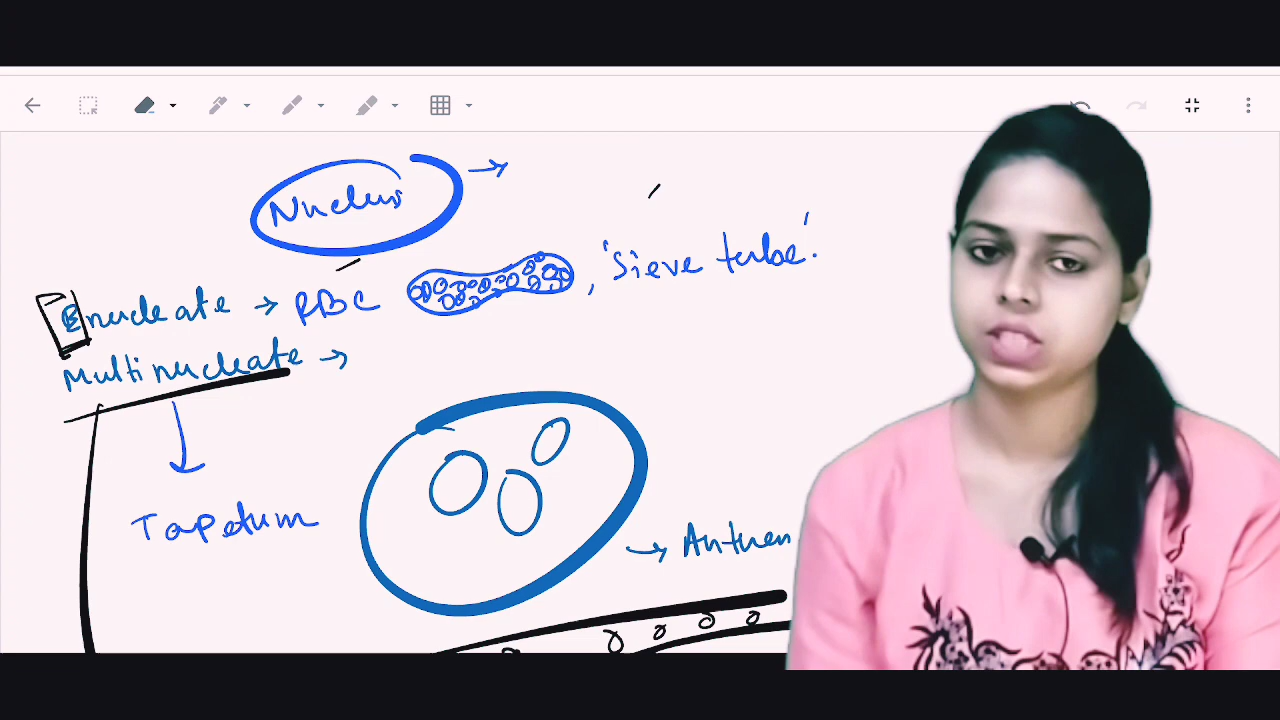 Nucleus →
Enucleate → RBC , 'Sieve tube'.
Multinucleate →
Tapetum
→ Anther